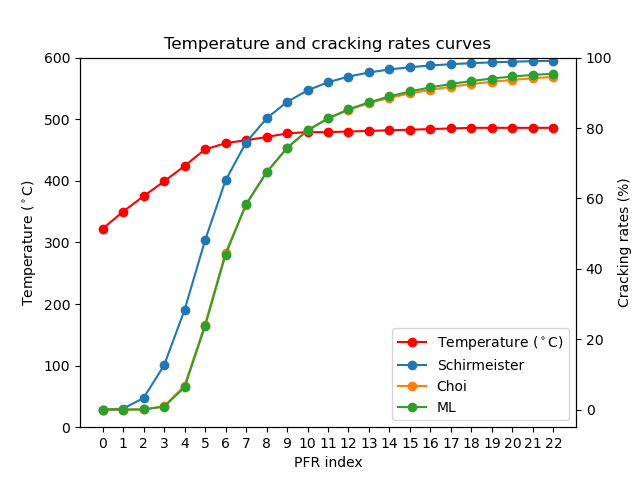 Temperature and cracking rates curves
600
500
400
300
200
100
0
Temperature (°C)
100
80
60
40
20
0
Cracking rates (%)
Temperature (°C)
Schirmeister
Choi
ML
0 1 2 3 4 5 6 7 8 9 10 11 12 13 14 15 16 17 18 19 20 21 22
PFR index